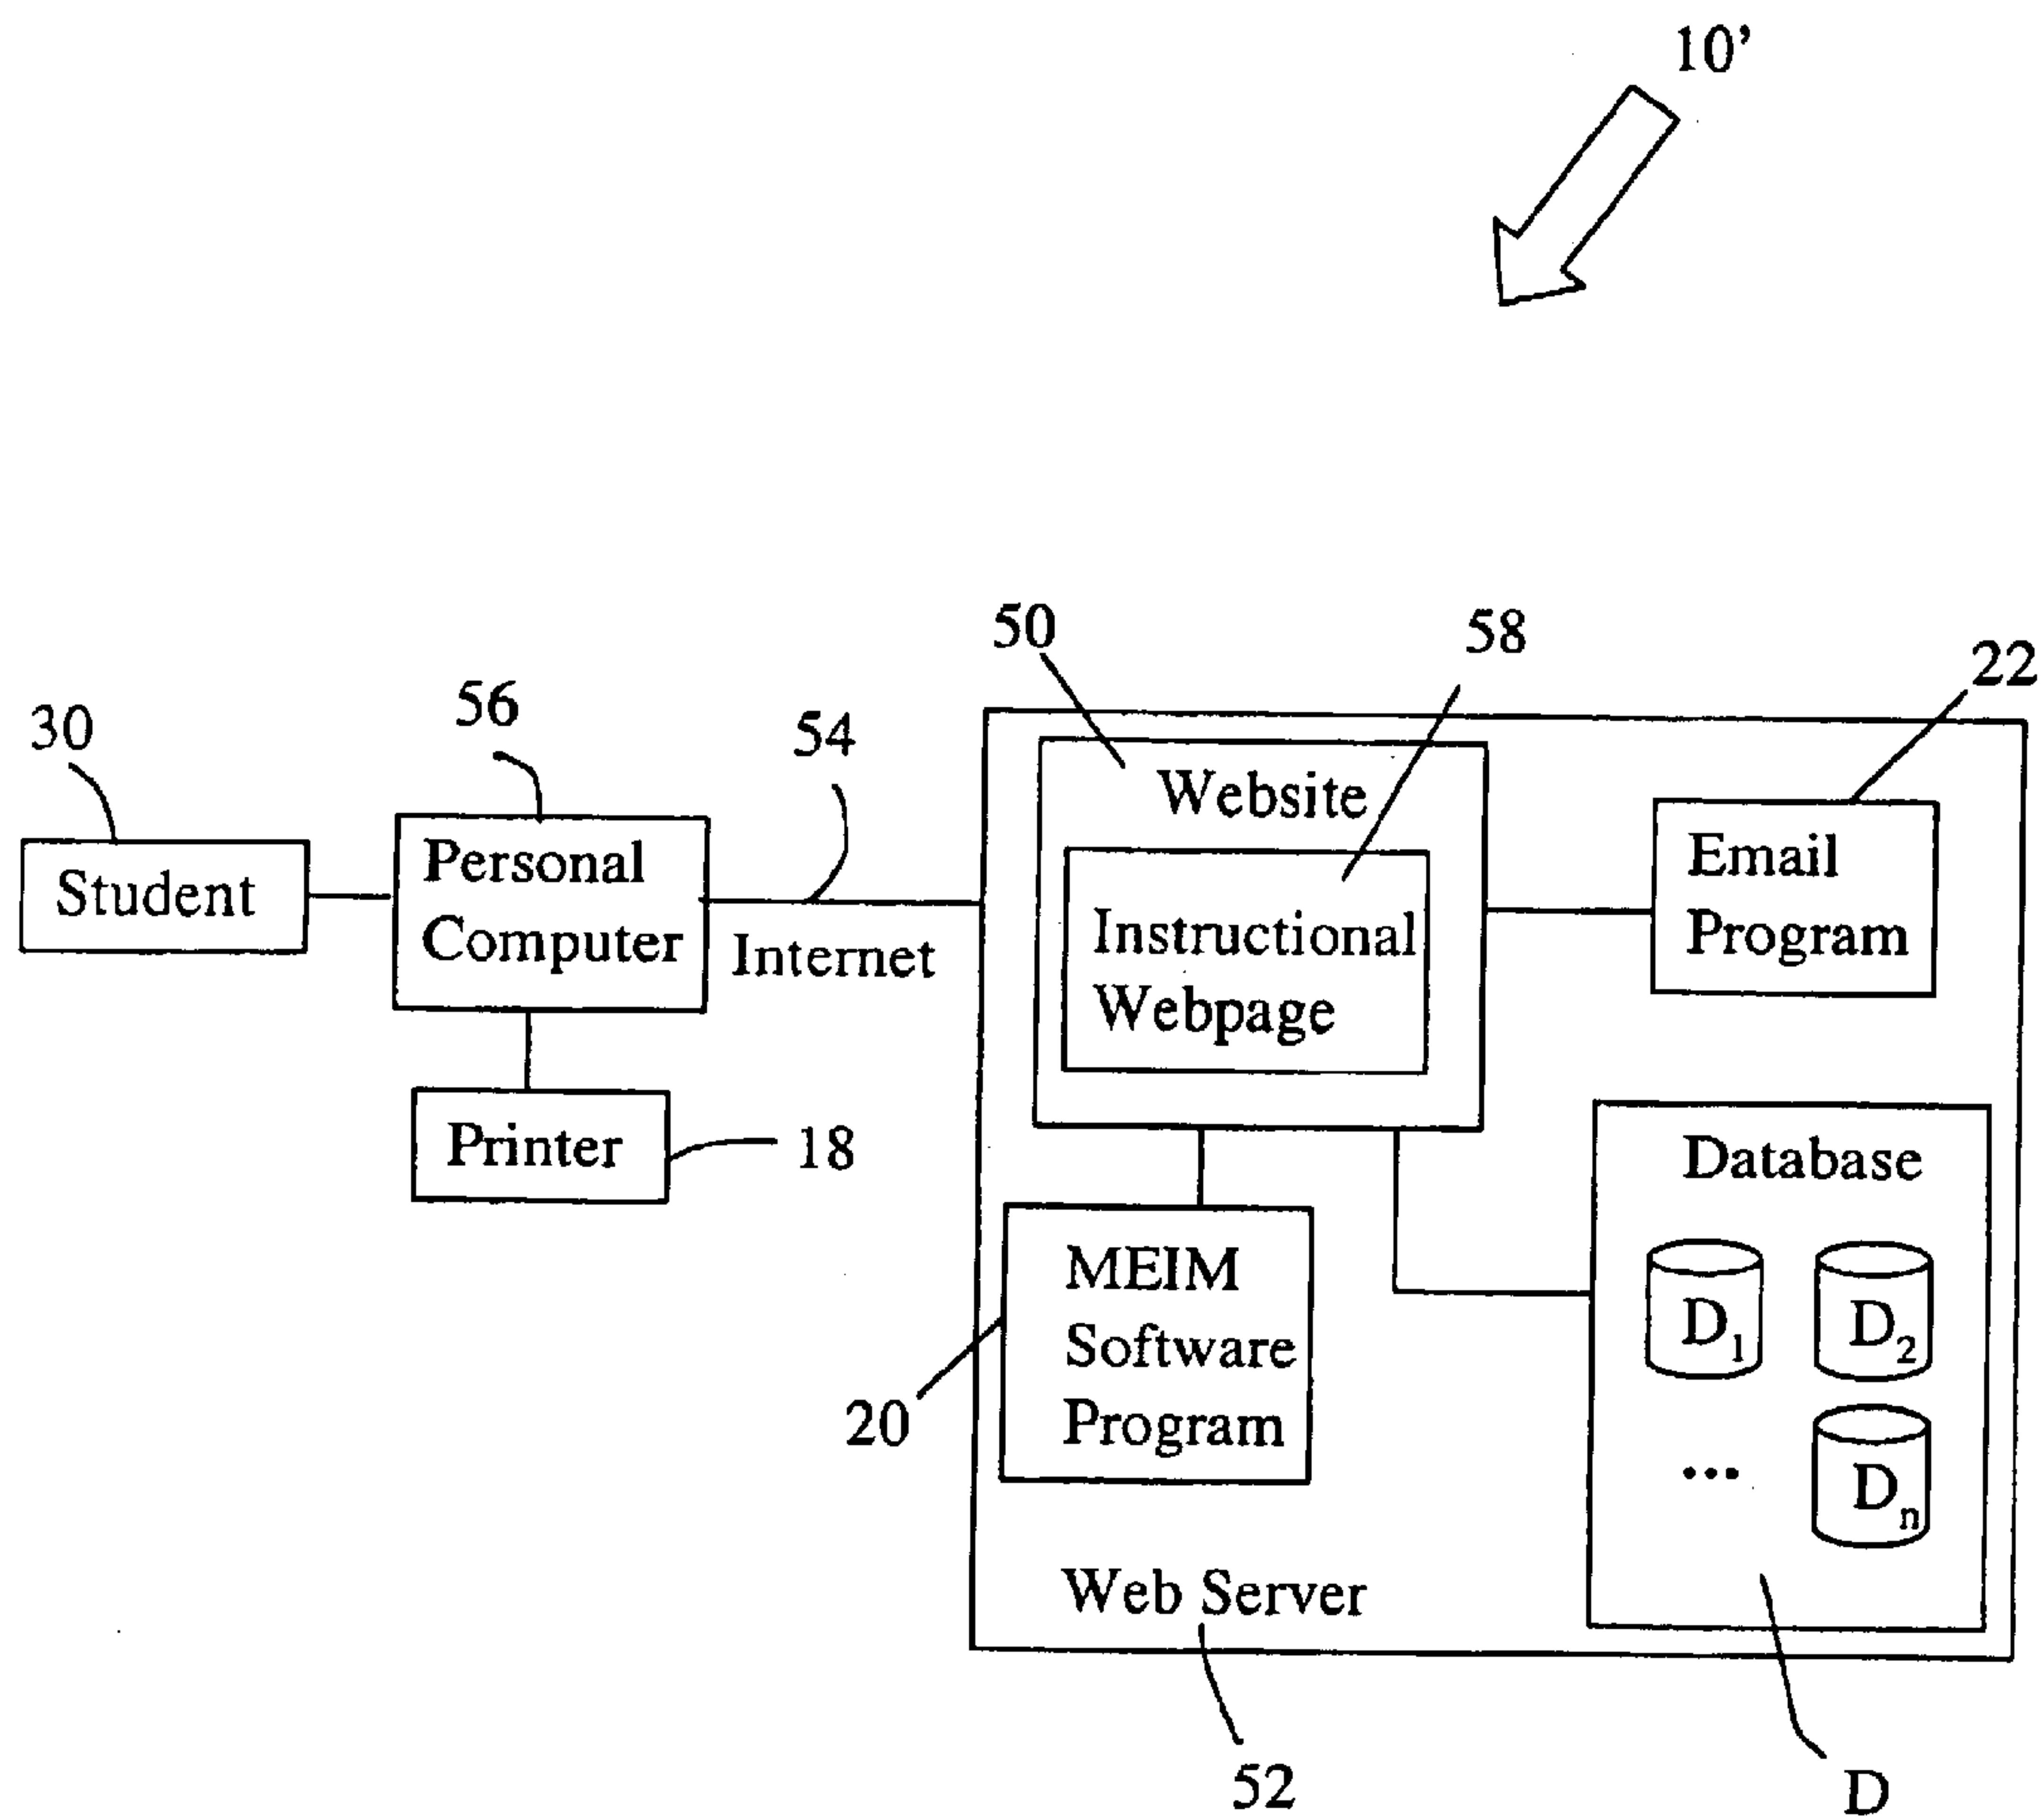 10’
50
58
22
56
54
30
Website
Personal
Computer
Email
Program
Student
Instructional
Webpage
Internet
Printer
18
Database
MEIM
Software
Program
D1
D2
20
...
Dn
Web Server
52
D